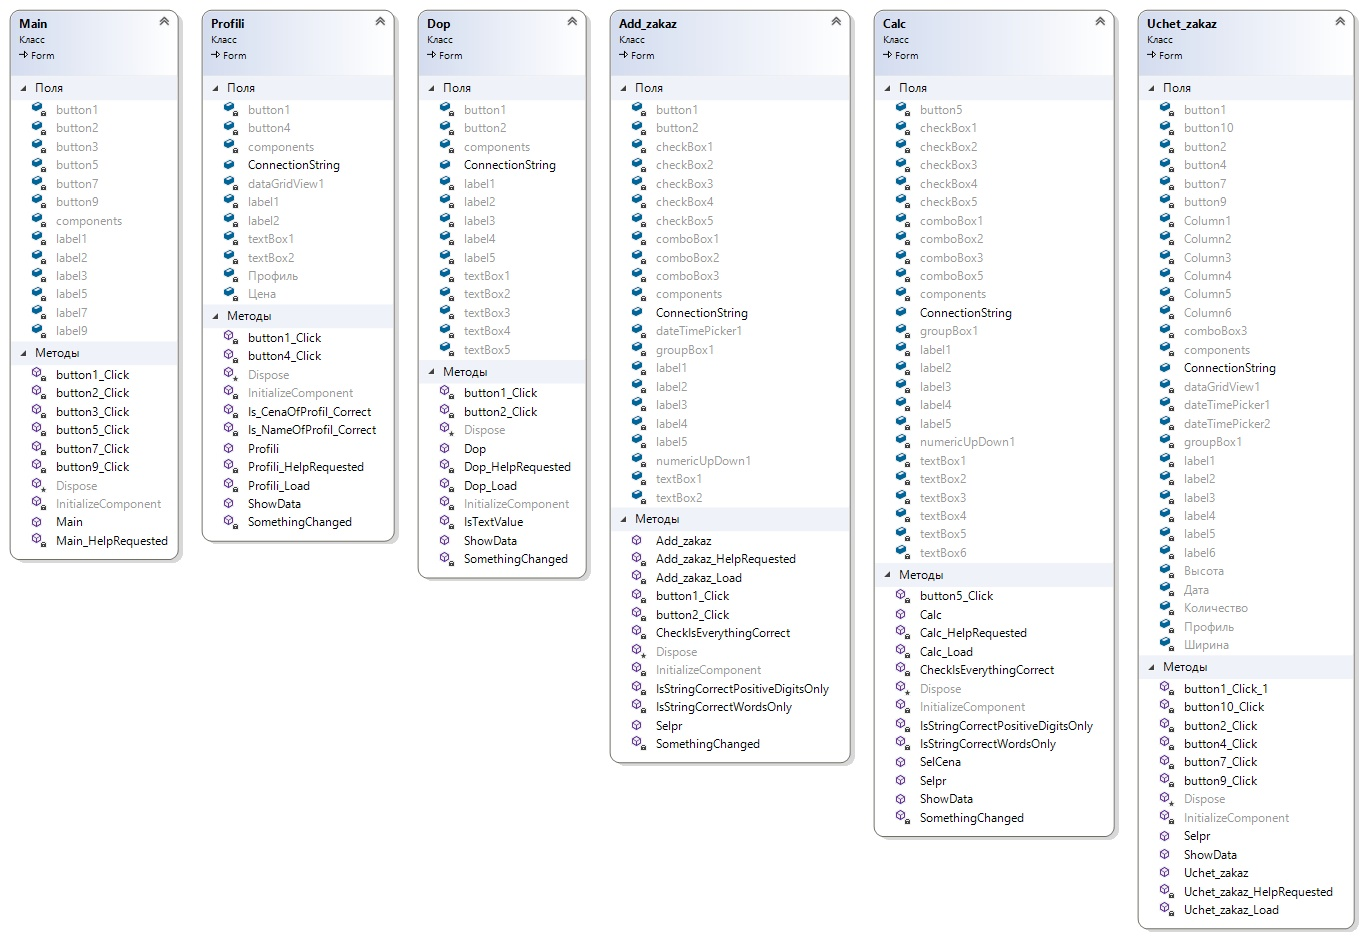 Main
Класс
Form
Поля
button1
button2
button3
button5
button7
button9
components
label1
label2
label3
label5
label7
label9
Методы
button1_Click
button2_Click
button3_Click
button5_Click
button7_Click
button9_Click
Dispose
InitializeComponent
Main
Main_HelpRequested
Profili
Класс
Form
Поля
button1
button4
components
ConnectionString
dataGridView1
label1
label2
textBox1
textBox2
Профиль
Цена
Методы
button1_Click
button4_Click
Dispose
InitializeComponent
Is_CenaOfProfil_Correct
Is_NameOfProfil_Correct
Profili
Profili_HelpRequested
Profili_Load
ShowData
SomethingChanged
Dop
Класс
Form
Поля
button1
button2
components
ConnectionString
label1
label2
label3
label4
label5
textBox1
textBox2
textBox3
textBox4
textBox5
Методы
button1_Click
button2_Click
Dispose
Dop
Dop_HelpRequested
Dop_Load
InitializeComponent
IsTextValue
ShowData
SomethingChanged
Add_zakaz
Класс
Form
Поля
button1
button2
checkBox1
checkBox2
checkBox3
checkBox4
checkBox5
comboBox1
comboBox2
comboBox3
components
ConnectionString
dateTimePicker1
groupBox1
label1
label2
label3
label4
label5
numericUpDown1
textBox1
textBox2
Методы
Add_zakaz
Add_zakaz_HelpRequested
Add_zakaz_Load
button1_Click
button2_Click
CheckIsEverythingCorrect
Dispose
InitializeComponent
IsStringCorrectPositiveDigitsOnly
IsStringCorrectWordsOnly
Selpr
SomethingChanged
Calc
Класс
Form
Поля
button5
checkBox1
checkBox2
checkBox3
checkBox4
checkBox5
comboBox1
comboBox2
comboBox3
comboBox5
components
ConnectionString
groupBox1
label1
label2
label3
label4
label5
numericUpDown1
textBox1
textBox2
textBox3
textBox4
textBox5
textBox6
Методы
button5_Click
Calc
Calc_HelpRequested
Calc_Load
CheckIsEverythingCorrect
Dispose
InitializeComponent
IsStringCorrectPositiveDigitsOnly
IsStringCorrectWordsOnly
SelCena
Selpr
ShowData
SomethingChanged
Uchet_zakaz
Класс
Form
Поля
button1
button10
button2
button4
button7
button9
Column1
Column2
Column3
Column4
Column5
Column6
comboBox3
components
ConnectionString
dataGridView1
dateTimePicker1
dateTimePicker2
groupBox1
label1
label2
label3
label4
label5
label6
Высота
Дата
Количество
Профиль
Ширина
Методы
button1_Click_1
button10_Click
button2_Click
button4_Click
button7_Click
button9_Click
Dispose
InitializeComponent
Selpr
ShowData
Uchet_zakaz
Uchet_zakaz_HelpRequested
Uchet_zakaz_Load